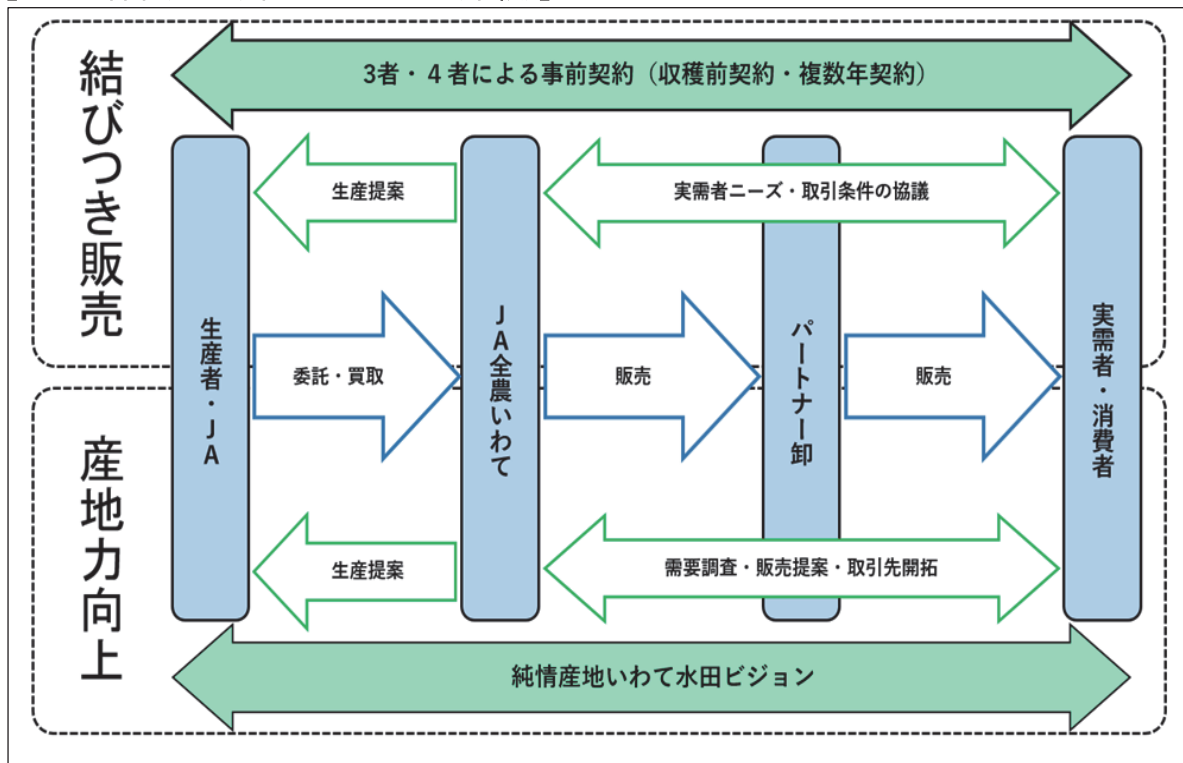 結びつき販売
3者・４者による事前契約（収穫前契約・複数年契約）
生産提案
実需者ニーズ・取引条件の協議
生産者・JA
委託・買取
JA全農いわて
販売
パートナー卸
販売
実需者・消費者
産地力向上
生産提案
需要調査・販売提案・取引先開拓
純情産地いわて水田ビジョン